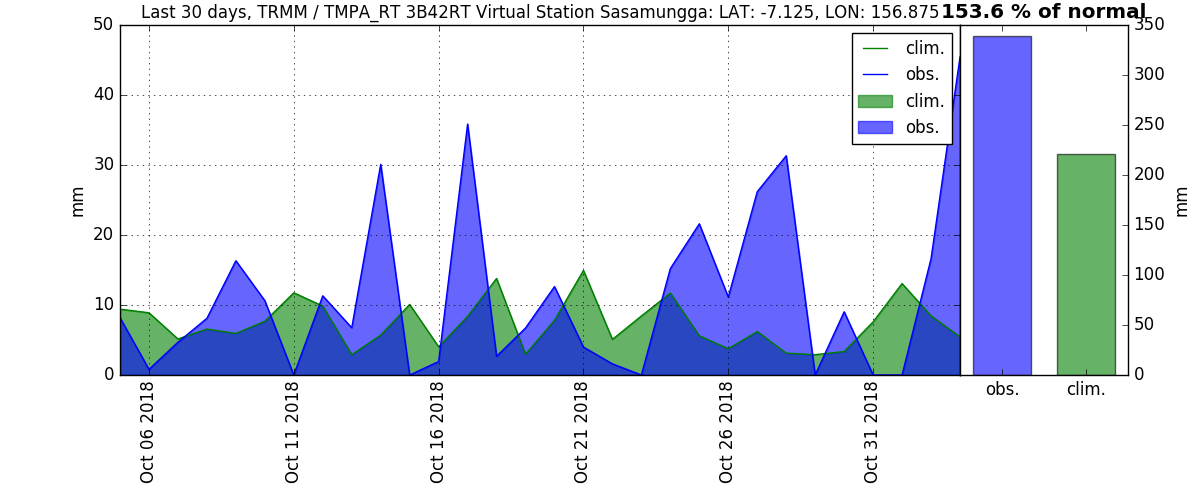 Last 30 days, TRMM / TMPA_RT 3B42RT Virtual Station Sasamungga: LAT: -7.125, LON: 156.875
153.6 % of normal
50
40
30
20
10
0
mm
clim.
obs.
clim.
obs.
350
300
250
200
150
100
50
0
mm
Oct 06 2018
Oct 11 2018
Oct 16 2018
Oct 21 2018
Oct 26 2018
Oct 31 2018
obs.
clim.